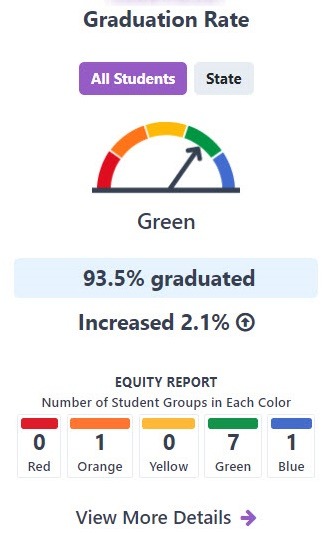 Graduation Rate
All Students State
Green
93.5% graduated
Increased 2.1%
EQUITY REPORT
Number of Student Groups in Each Color
0 1 0 7 1
Red Orange Yellow Green Blue
View More Details